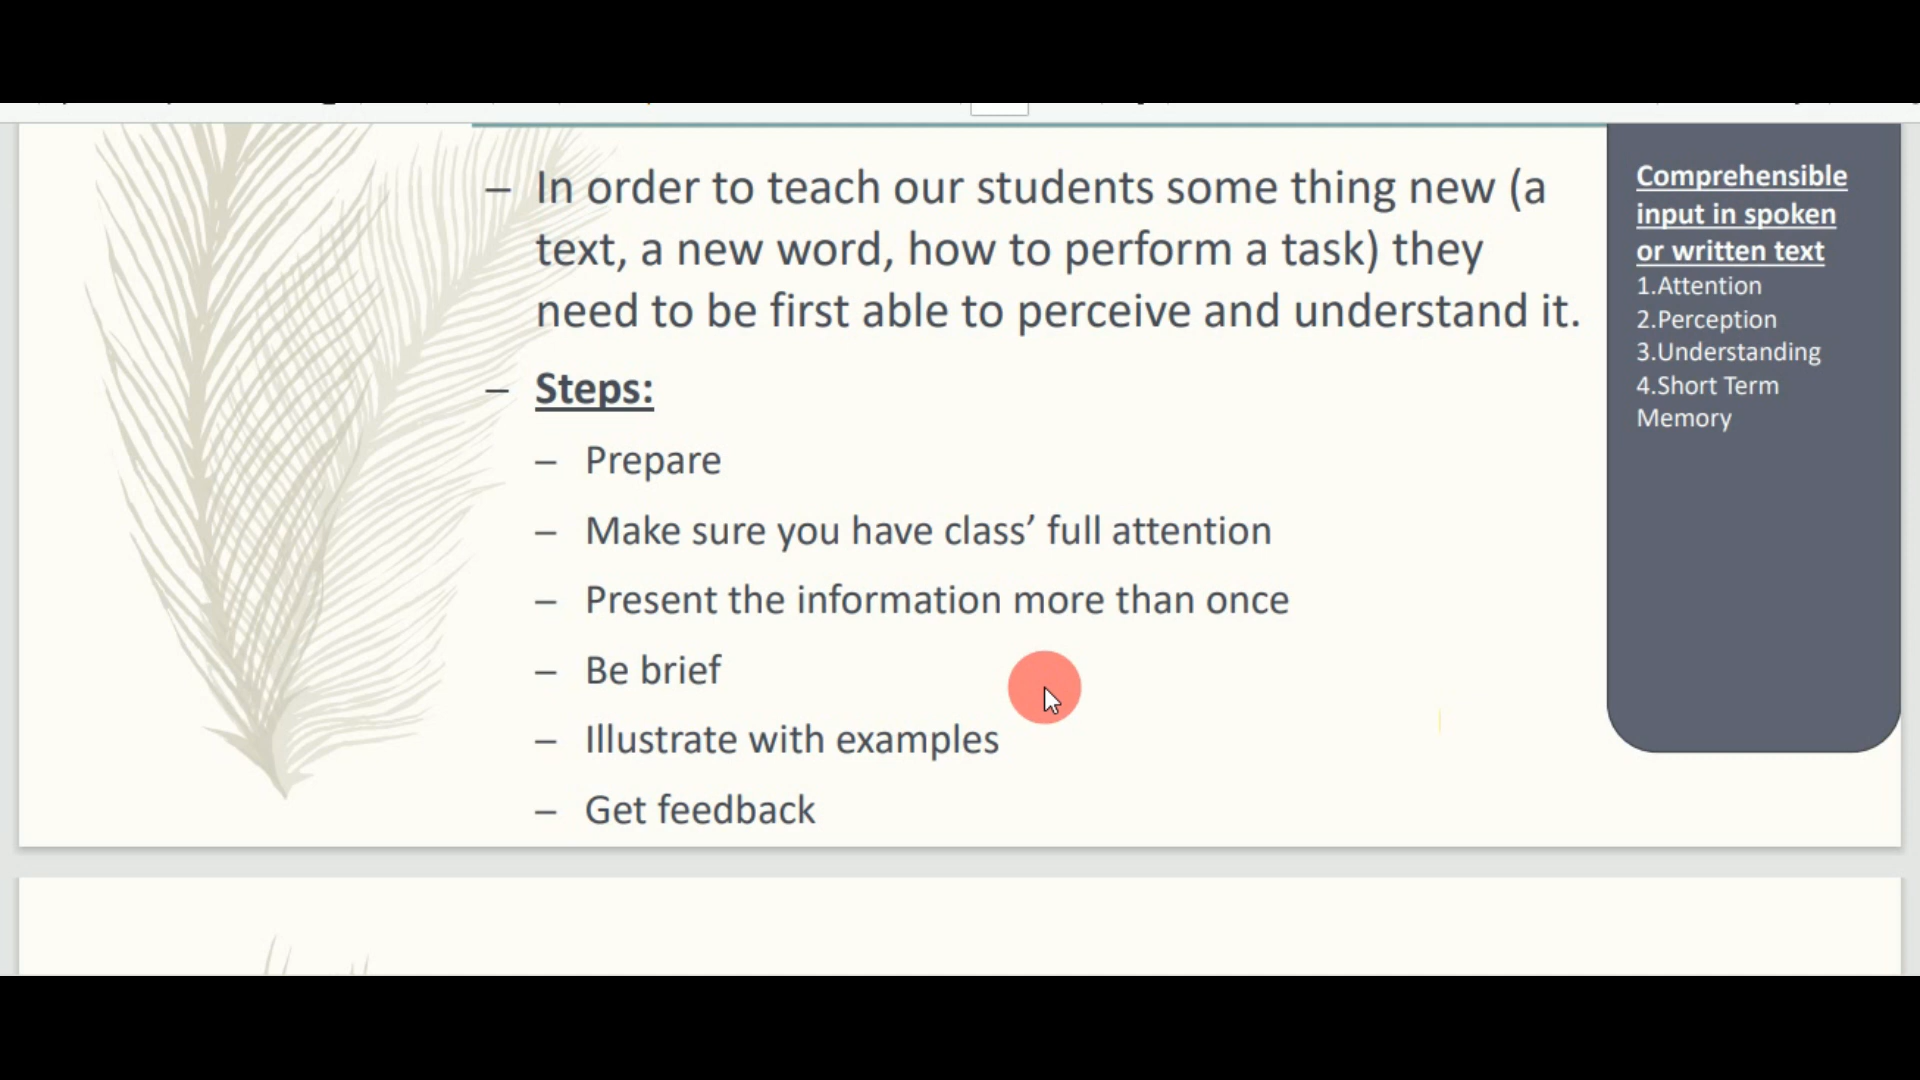 – In order to teach our students some thing new (a
text, a new word, how to perform a task) they
need to be first able to perceive and understand it.
– Steps:
– Prepare
– Make sure you have class’ full attention
– Present the information more than once
– Be brief
– Illustrate with examples
– Get feedback
Comprehensible
input in spoken
or written text
1.Attention
2.Perception
3.Understanding
4.Short Term
Memory